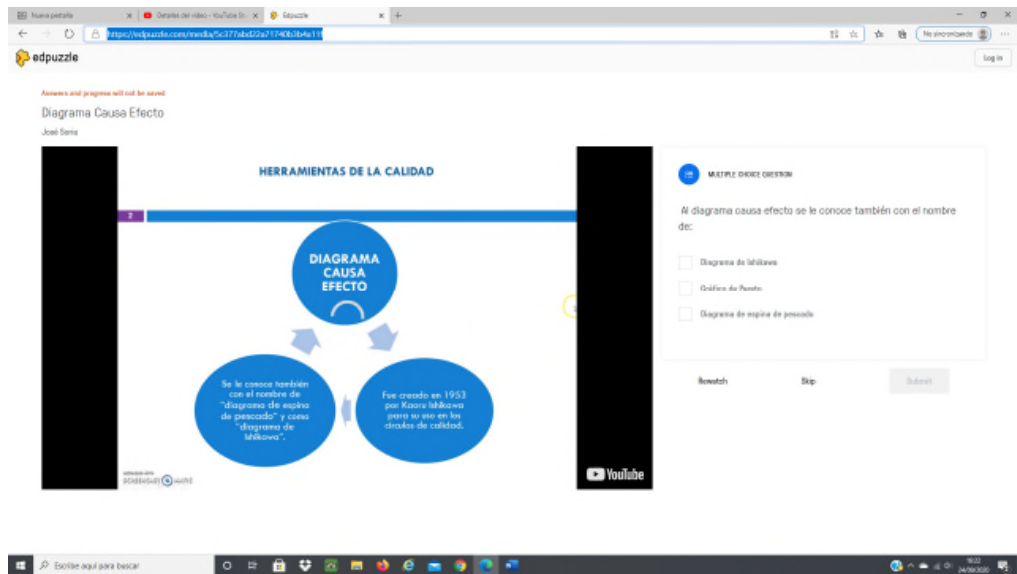 Nueva pestaña
Detalles del video - YouTube St
Edpuzzle
https://edpuzzle.com/media/5c377abd22a71740b3b4e11f
No sincronizando
edpuzzle
Log in
Answers and progress will not be saved
Diagrama Causa Efecto
José Soria
HERRAMIENTAS DE LA CALIDAD
2
DIAGRAMA
CAUSA
EFECTO
Se le conoce también
con el nombre de
"diagrama de espina
de pescado" y como
"diagrama de
Ishikawa".
Fue creado en 1953
por Kaoru Ishikawa
para su uso en los
círculos de calidad.
YouTube
MULTIPLE CHOICE QUESTION
Al diagrama causa efecto se le conoce también con el nombre
de:
Diagrama de Ishikawa
Gráfico de Pareto
Diagrama de espina de pescado
Rewatch
Skip
Submit
Escribe aquí para buscar
24/09/2020